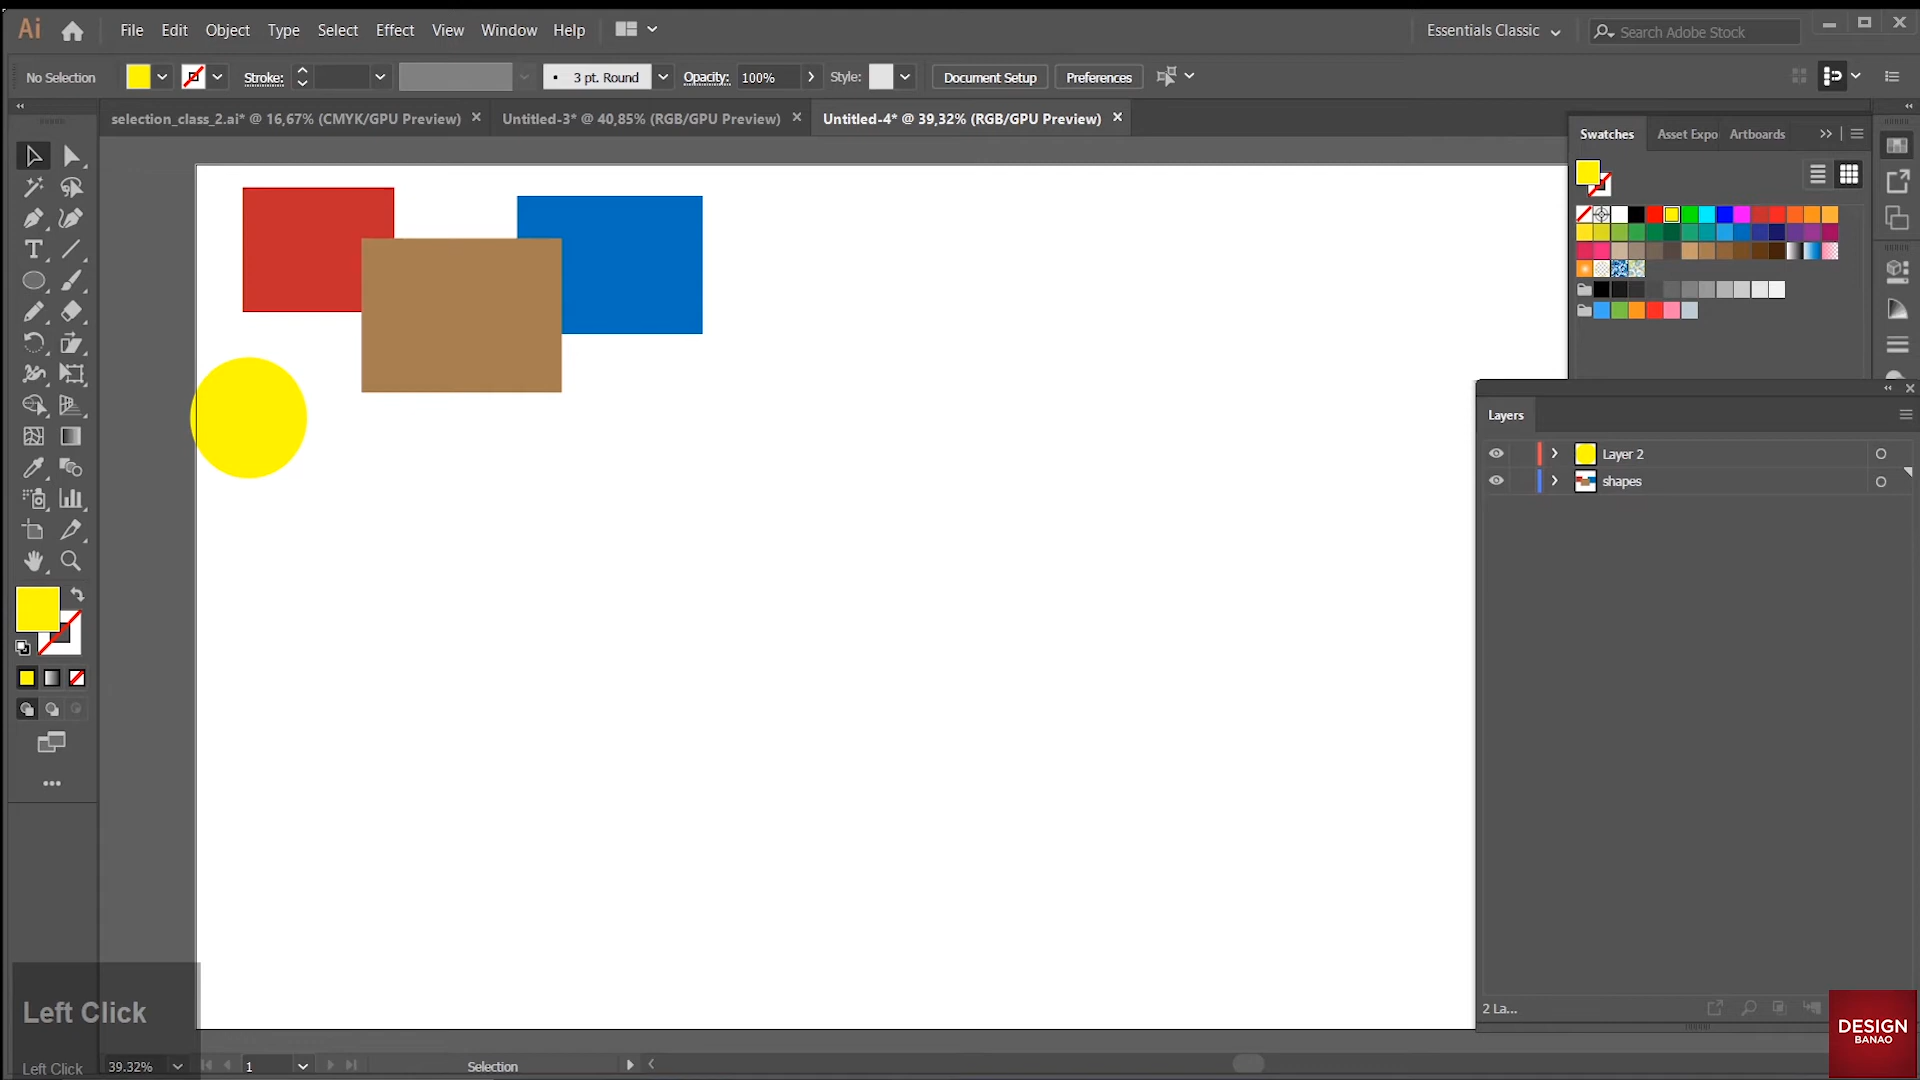 Ai File Edit Object Type Select Effect View Window Help Essentials Classic Search Adobe Stock
No Selection Stroke: 3 pt. Round Opacity: 100% Style: Document Setup Preferences
selection_class_2.ai* @ 16,67% (CMYK/GPU Preview) Untitled-3* @ 40,85% (RGB/GPU Preview) Untitled-4* @ 39,32% (RGB/GPU Preview)
Swatches Asset Expo Artboards
Layers
Layer 2
shapes
2 La...
Left Click
Left Click
39.32% 1 Selection
DESIGN
BANAO